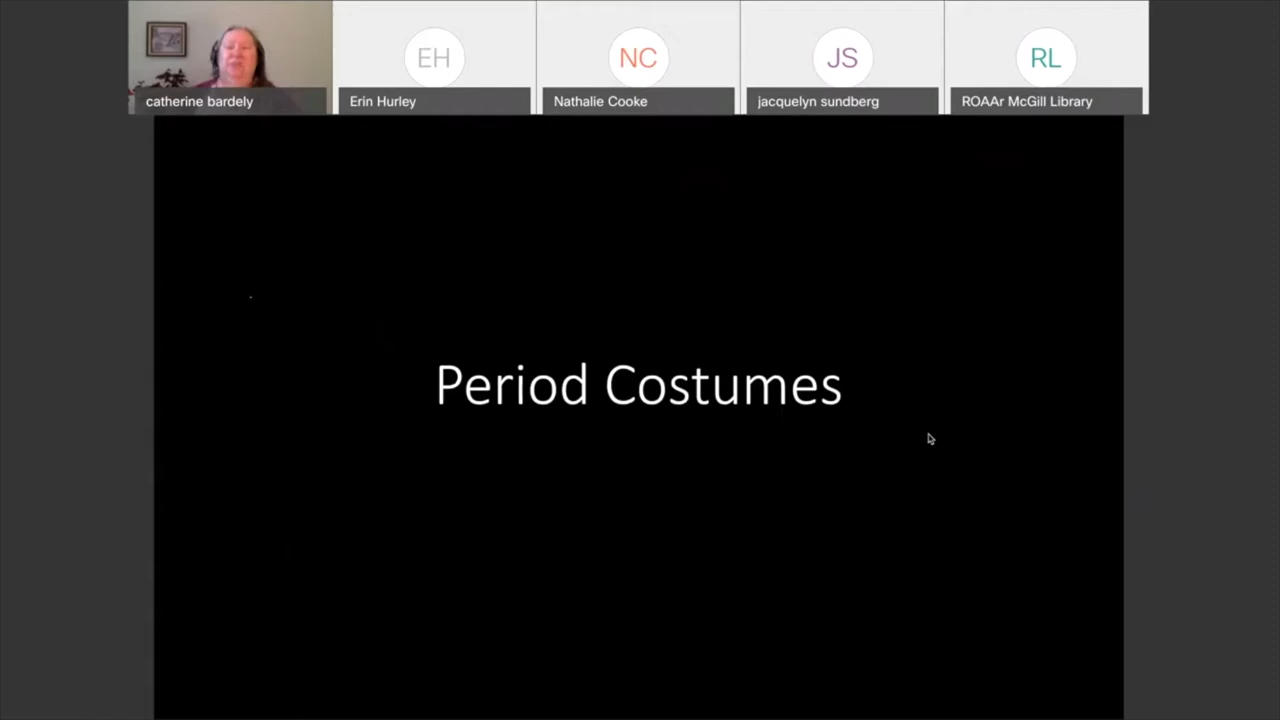 EH
NC
JS
RL
catherine bardely
Erin Hurley
Nathalie Cooke
jacquelyn sundberg
ROAAr McGill Library
Period Costumes